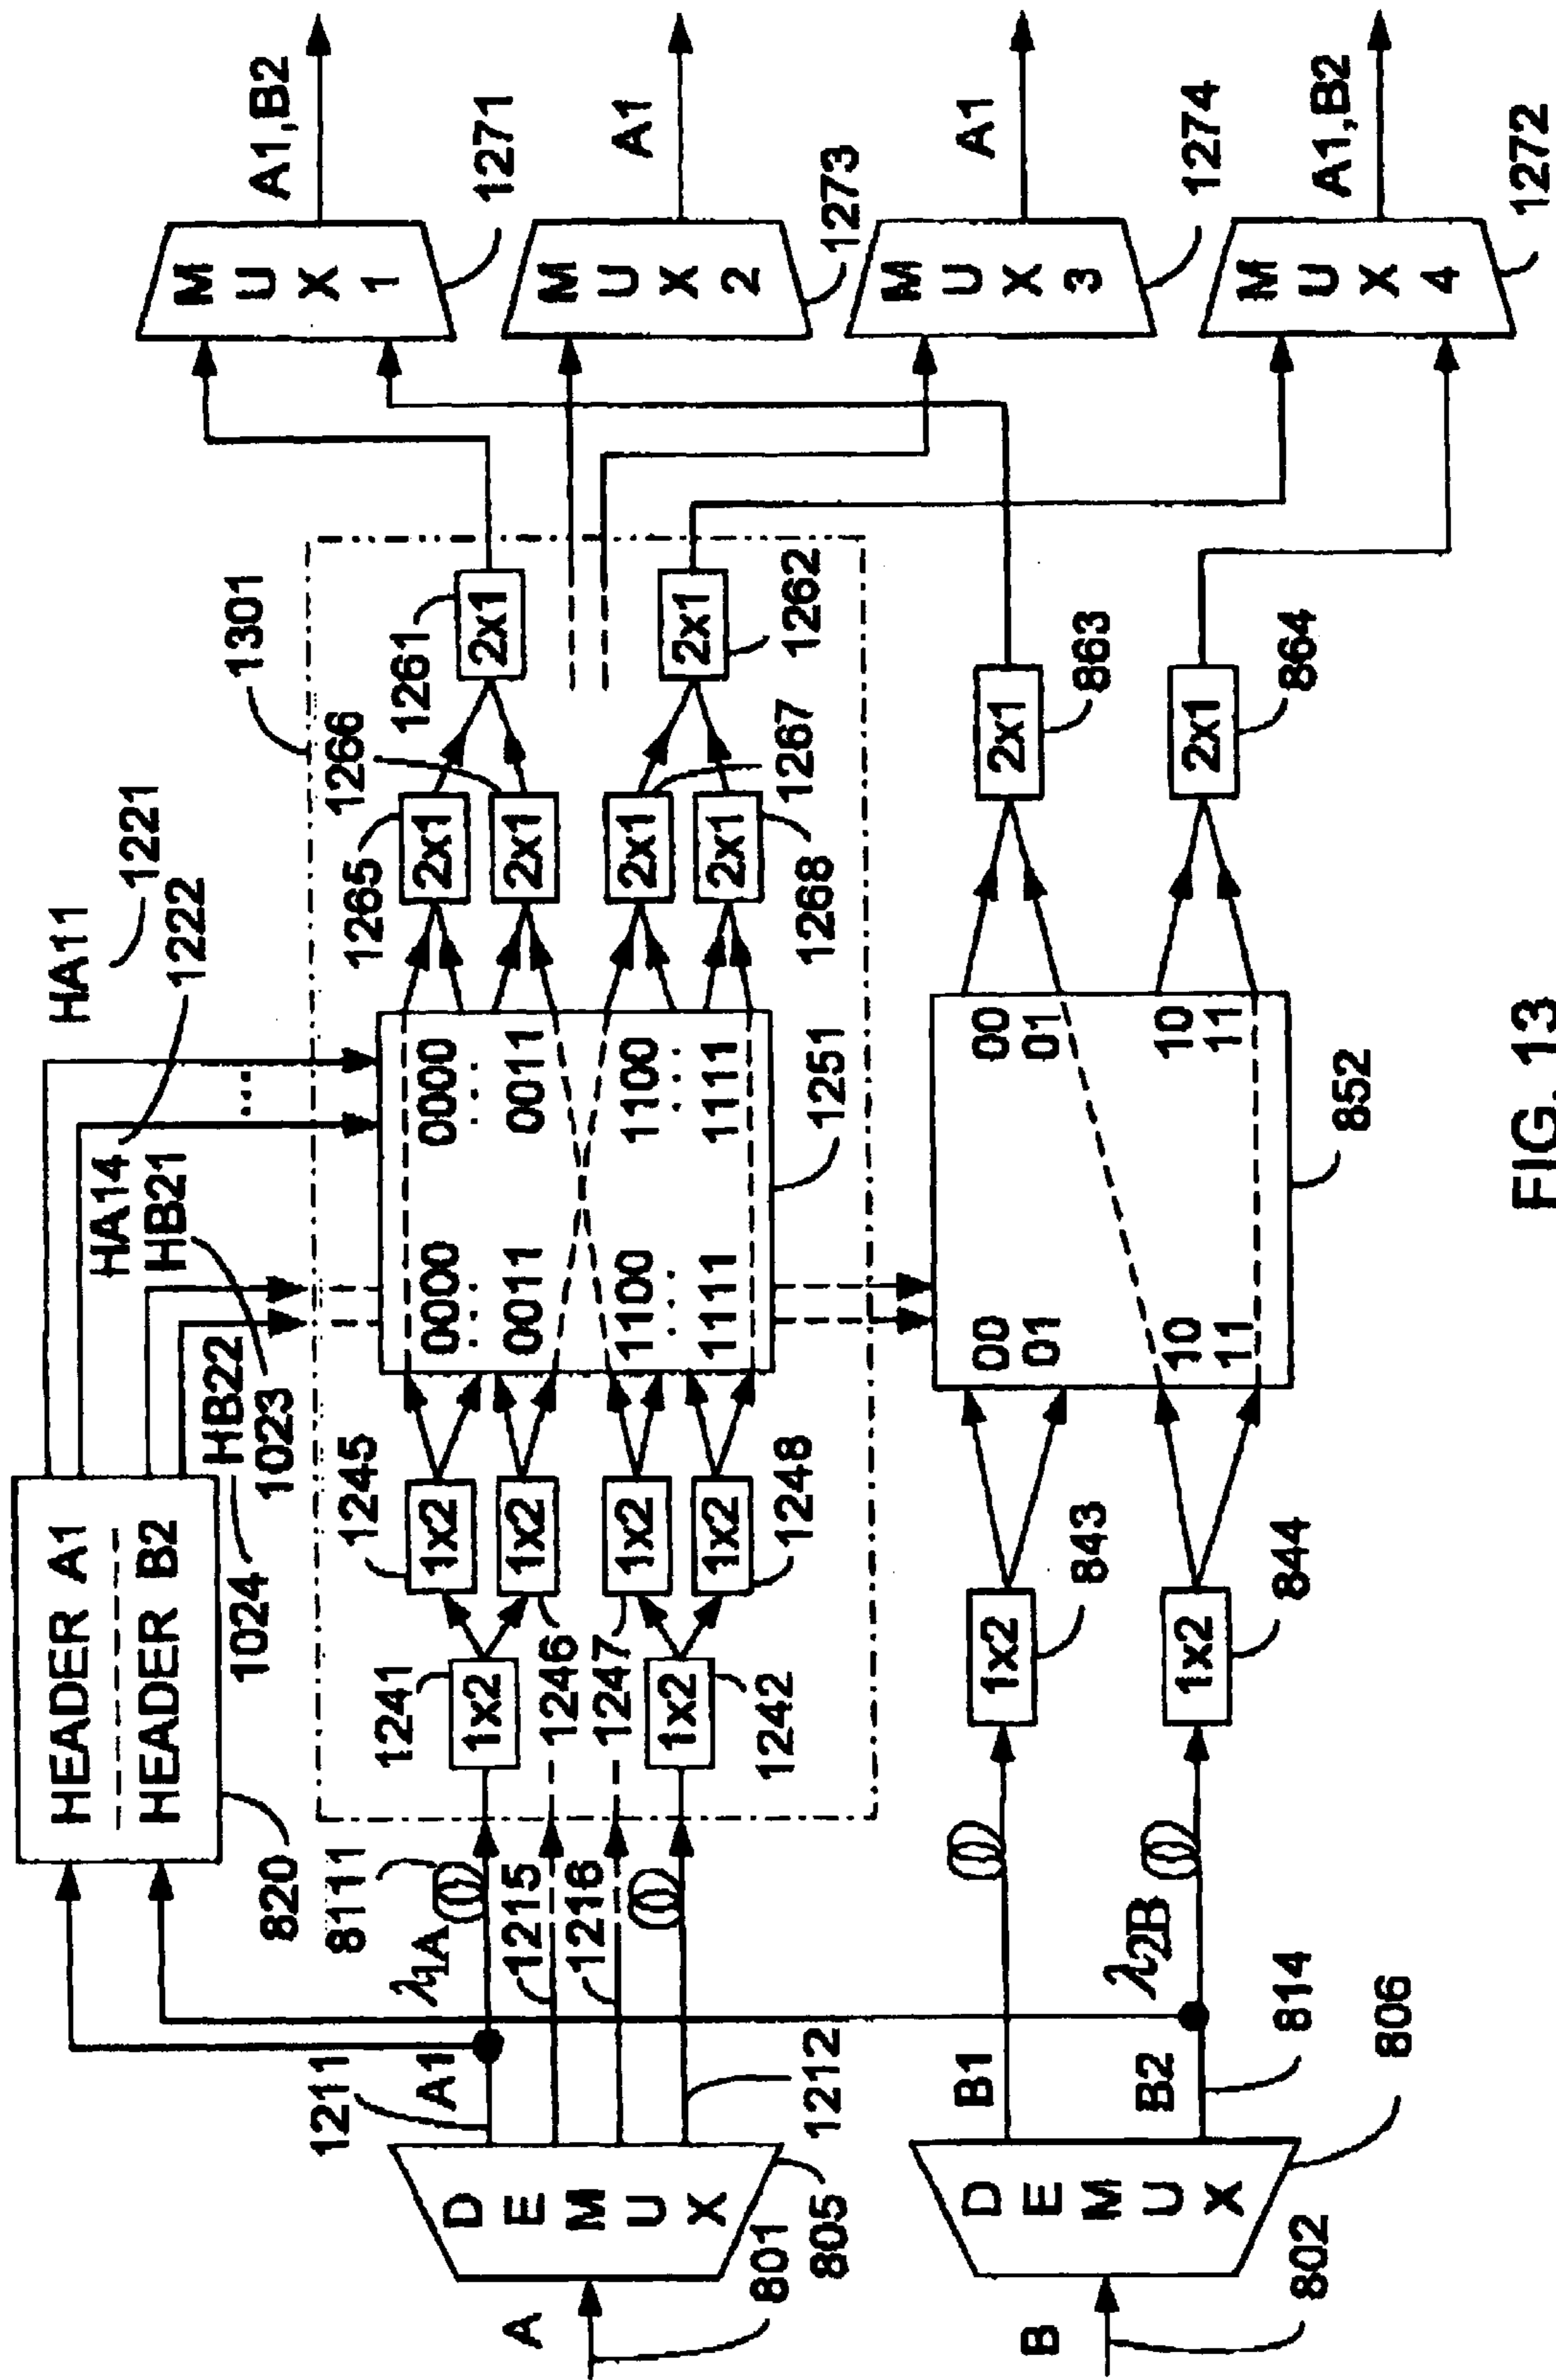 HEADER A1
HEADER B2
820
1024
HB22
1023
HA14
HB21
HA11
1221
1222
1301
A
801
805
DEMUX
1211
A1
λ1A
8111
1215
1216
1212
1241
1x2
1246
1247
1x2
1242
1245
1x2
1x2
1x2
1x2
1248
0000
0011
1100
1111
0000
0011
1100
1111
1251
1265
2x1
1266
2x1
2x1
1267
2x1
1268
1261
2x1
2x1
1262
B
802
806
DEMUX
B1
B2
814
λ2B
1x2
843
1x2
844
00
01
10
11
00
01
10
11
852
2x1
863
2x1
864
MUX 1
1271
A1,B2
MUX 2
1273
A1
MUX 3
1274
A1
MUX 4
1272
A1,B2
FIG. 13